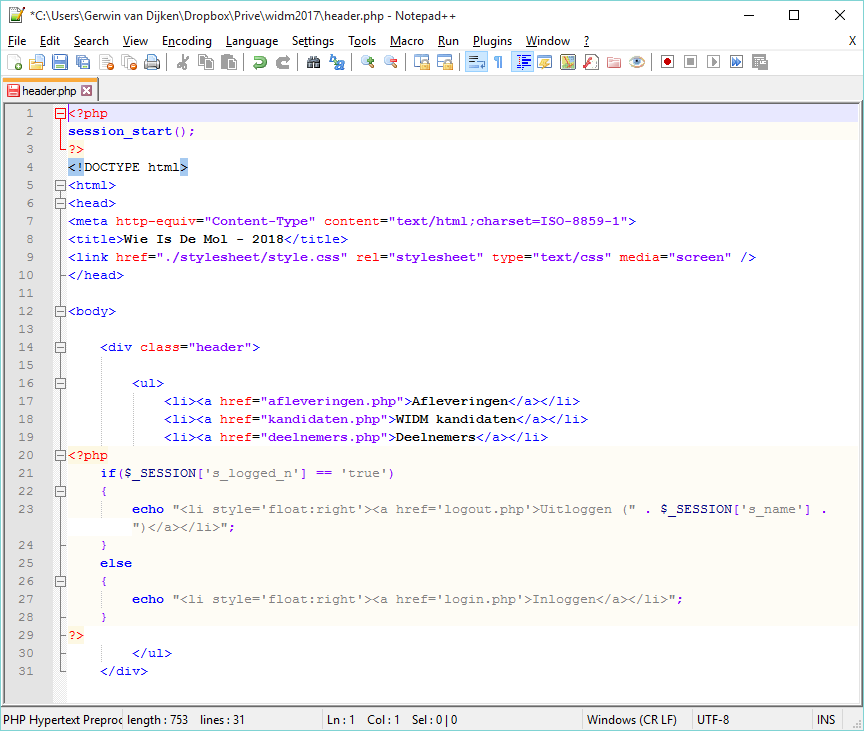 *C:\Users\Gerwin van Dijken\Dropbox\Prive\widm2017\header.php - Notepad++
File Edit Search View Encoding Language Settings Tools Macro Run Plugins Window ? X
header.php
1 <?php
2 session_start();
3 ?>
4 <!DOCTYPE html>
5 <html>
6 <head>
7 <meta http-equiv="Content-Type" content="text/html;charset=ISO-8859-1">
8 <title>Wie Is De Mol - 2018</title>
9 <link href="./stylesheet/style.css" rel="stylesheet" type="text/css" media="screen" />
10 </head>
11
12 <body>
13
14 <div class="header">
15
16 <ul>
17 <li><a href="afleveringen.php">Afleveringen</a></li>
18 <li><a href="kandidaten.php">WIDM kandidaten</a></li>
19 <li><a href="deelnemers.php">Deelnemers</a></li>
20 <?php
21 if($_SESSION['s_logged_n'] == 'true')
22 {
23 echo "<li style='float:right'><a href='logout.php'>Uitloggen (" . $_SESSION['s_name'] .
")</a></li>";
24 }
25 else
26 {
27 echo "<li style='float:right'><a href='login.php'>Inloggen</a></li>";
28 }
29 ?>
30 </ul>
31 </div>
PHP Hypertext Preproc length : 753 lines : 31 Ln : 1 Col : 1 Sel : 0 | 0 Windows (CR LF) UTF-8 INS